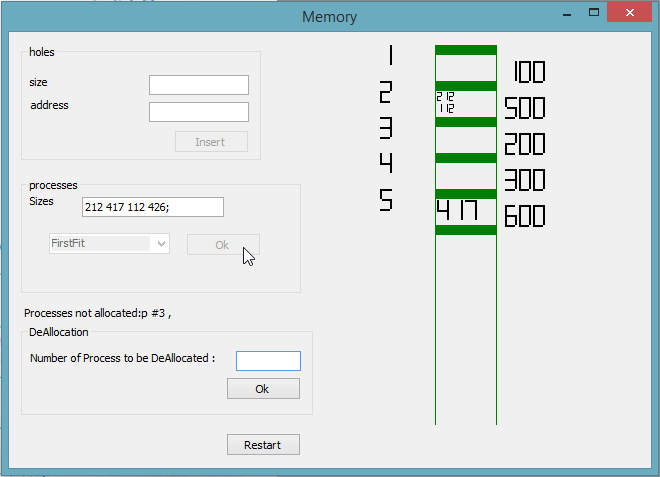 Memory
holes
size
address
Insert
processes
Sizes
212 417 112 426;
FirstFit
Ok
Processes not allocated:p #3 ,
DeAllocation
Number of Process to be DeAllocated :
Ok
Restart
1
100
2
212
112
500
3
200
4
300
5
417
600